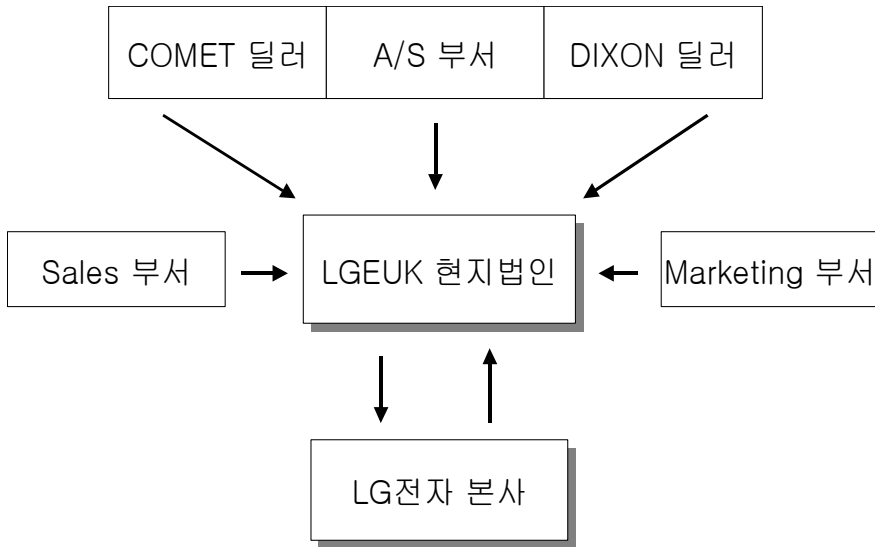 COMET 딜러
A/S 부서
DIXON 딜러
Sales 부서
LGEUK 현지법인
Marketing 부서
LG전자 본사